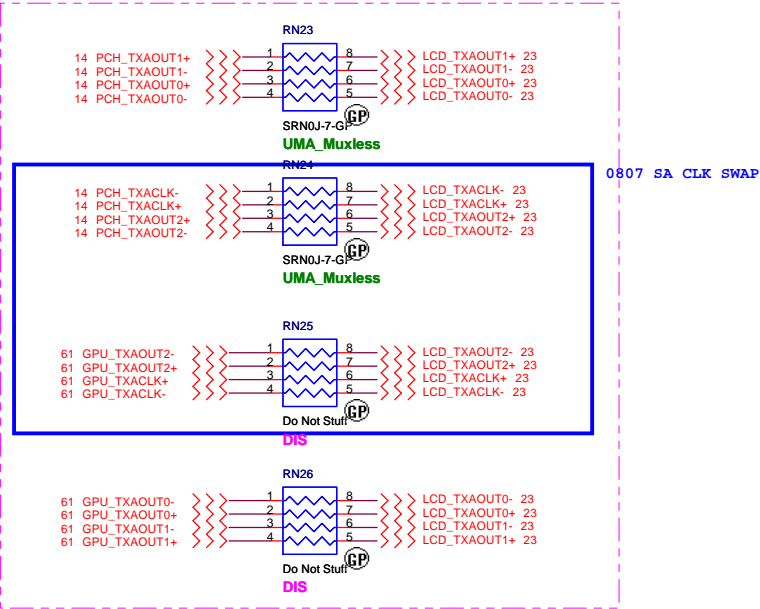 RN23
14 PCH_TXAOUT1+ 1 8 LCD_TXAOUT1+ 23
14 PCH_TXAOUT1- 2 7 LCD_TXAOUT1- 23
14 PCH_TXAOUT0+ 3 6 LCD_TXAOUT0+ 23
14 PCH_TXAOUT0- 4 5 LCD_TXAOUT0- 23
GP
SRN0J-7-GP
UMA_Muxless
RN24
0807 SA CLK SWAP
14 PCH_TXACLK- 1 8 LCD_TXACLK- 23
14 PCH_TXACLK+ 2 7 LCD_TXACLK+ 23
14 PCH_TXAOUT2+ 3 6 LCD_TXAOUT2+ 23
14 PCH_TXAOUT2- 4 5 LCD_TXAOUT2- 23
GP
SRN0J-7-GP
UMA_Muxless
RN25
61 GPU_TXAOUT2- 1 8 LCD_TXAOUT2- 23
61 GPU_TXAOUT2+ 2 7 LCD_TXAOUT2+ 23
61 GPU_TXACLK+ 3 6 LCD_TXACLK+ 23
61 GPU_TXACLK- 4 5 LCD_TXACLK- 23
GP
Do Not Stuff
DIS
RN26
61 GPU_TXAOUT0- 1 8 LCD_TXAOUT0- 23
61 GPU_TXAOUT0+ 2 7 LCD_TXAOUT0+ 23
61 GPU_TXAOUT1- 3 6 LCD_TXAOUT1- 23
61 GPU_TXAOUT1+ 4 5 LCD_TXAOUT1+ 23
GP
Do Not Stuff
DIS